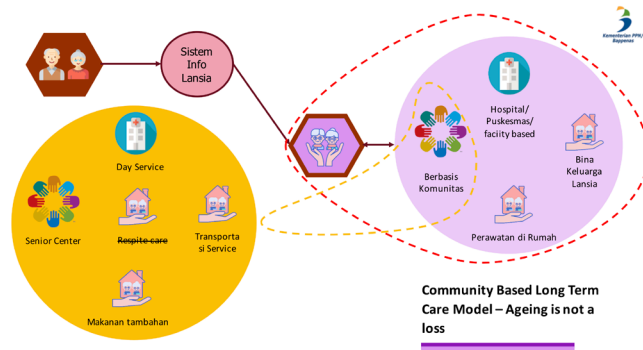 Kementerian PPN/
Bappenas
Sistem
Info
Lansia
Hospital/
Puskesmas/
faciity based
Day Service
Berbasis
Komunitas
Bina
Keluarga
Lansia
Senior Center
Respite care
Transporta
si Service
Perawatan di Rumah
Makanan tambahan
Community Based Long Term
Care Model – Ageing is not a
loss